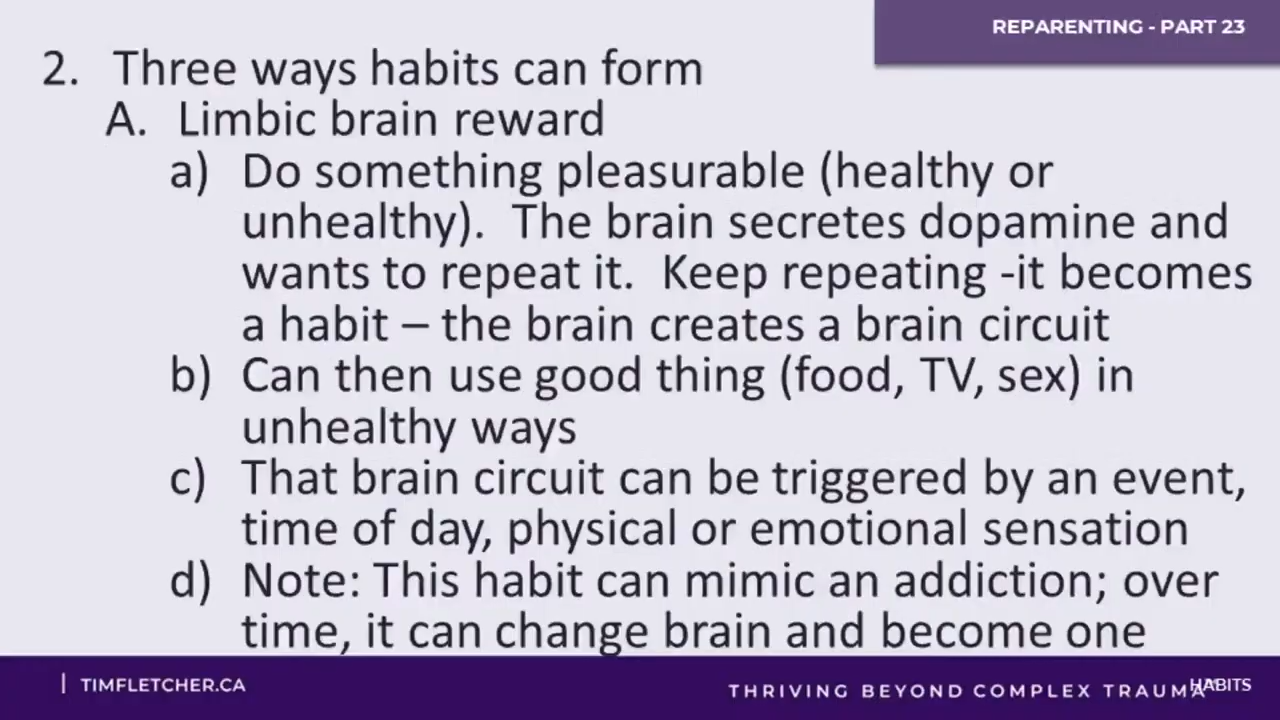 REPARENTING - PART 23
2. Three ways habits can form
A. Limbic brain reward
a) Do something pleasurable (healthy or
unhealthy). The brain secretes dopamine and
wants to repeat it. Keep repeating -it becomes
a habit – the brain creates a brain circuit
b) Can then use good thing (food, TV, sex) in
unhealthy ways
c) That brain circuit can be triggered by an event,
time of day, physical or emotional sensation
d) Note: This habit can mimic an addiction; over
time, it can change brain and become one
| TIMFLETCHER.CA
THRIVING BEYOND COMPLEX TRAUMA
HABITS